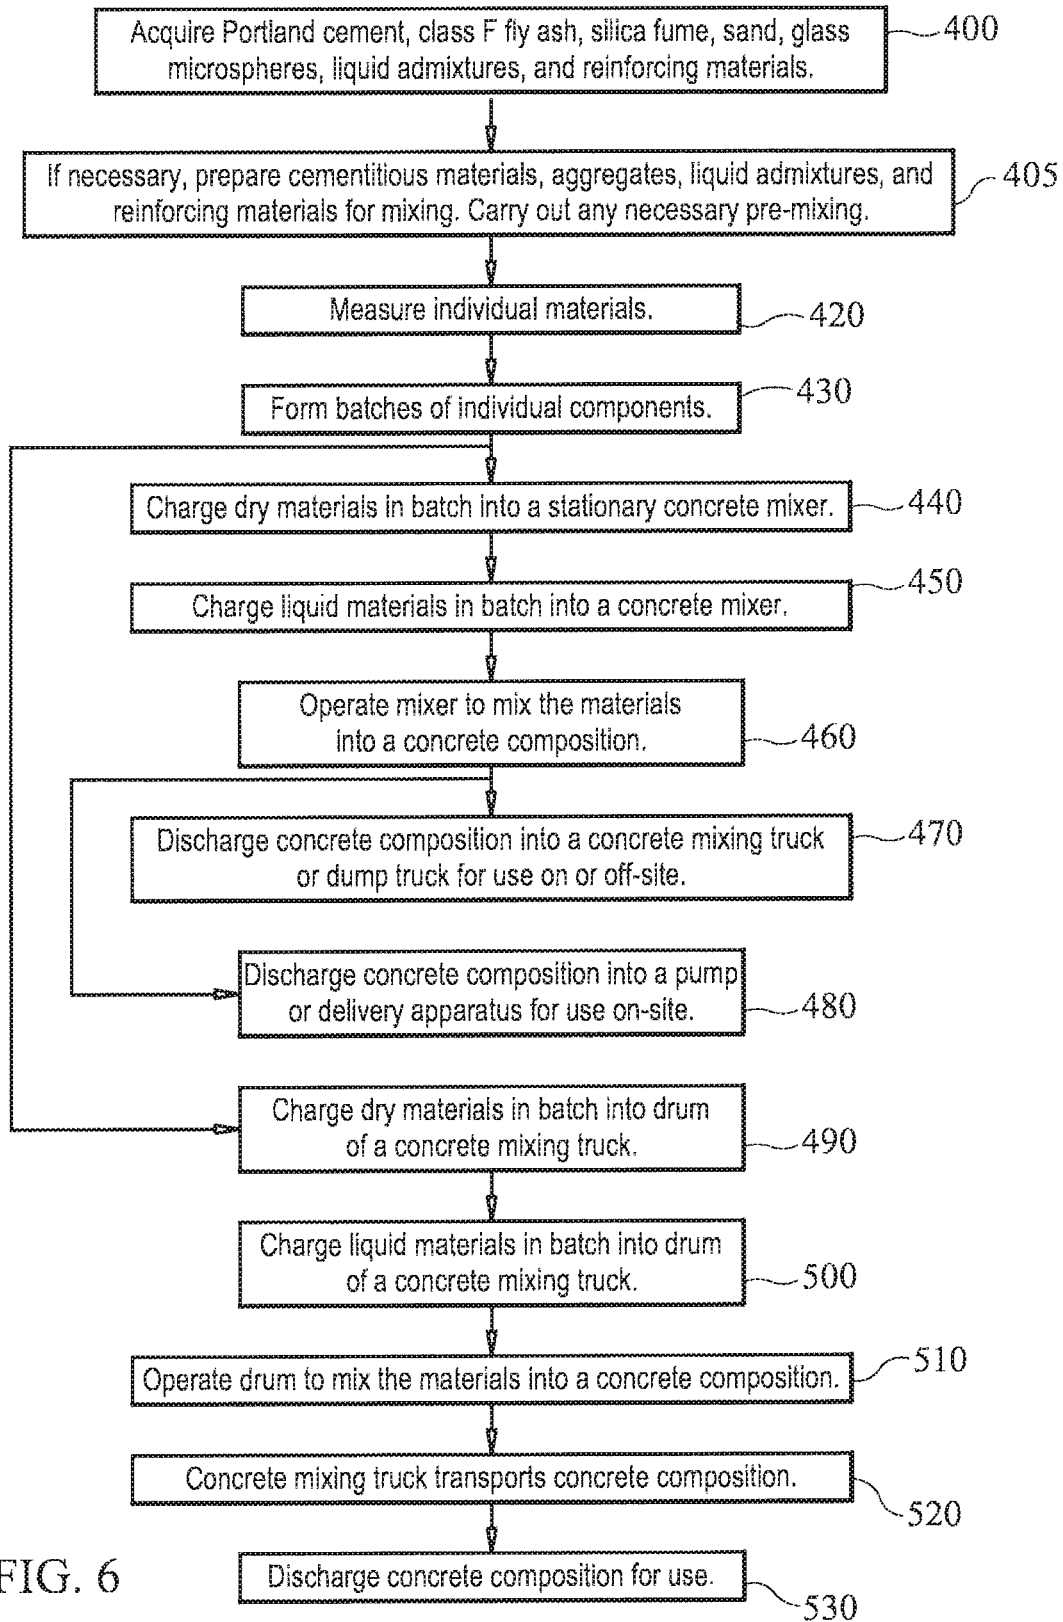 Acquire Portland cement, class F fly ash, silica fume, sand, glass
microspheres, liquid admixtures, and reinforcing materials.
400
If necessary, prepare cementitious materials, aggregates, liquid admixtures, and
reinforcing materials for mixing. Carry out any necessary pre-mixing.
405
Measure individual materials.
420
Form batches of individual components.
430
Charge dry materials in batch into a stationary concrete mixer.
440
Charge liquid materials in batch into a concrete mixer.
450
Operate mixer to mix the materials
into a concrete composition.
460
Discharge concrete composition into a concrete mixing truck
or dump truck for use on or off-site.
470
Discharge concrete composition into a pump
or delivery apparatus for use on-site.
480
Charge dry materials in batch into drum
of a concrete mixing truck.
490
Charge liquid materials in batch into drum
of a concrete mixing truck.
500
Operate drum to mix the materials into a concrete composition.
510
Concrete mixing truck transports concrete composition.
520
Discharge concrete composition for use.
530
FIG. 6